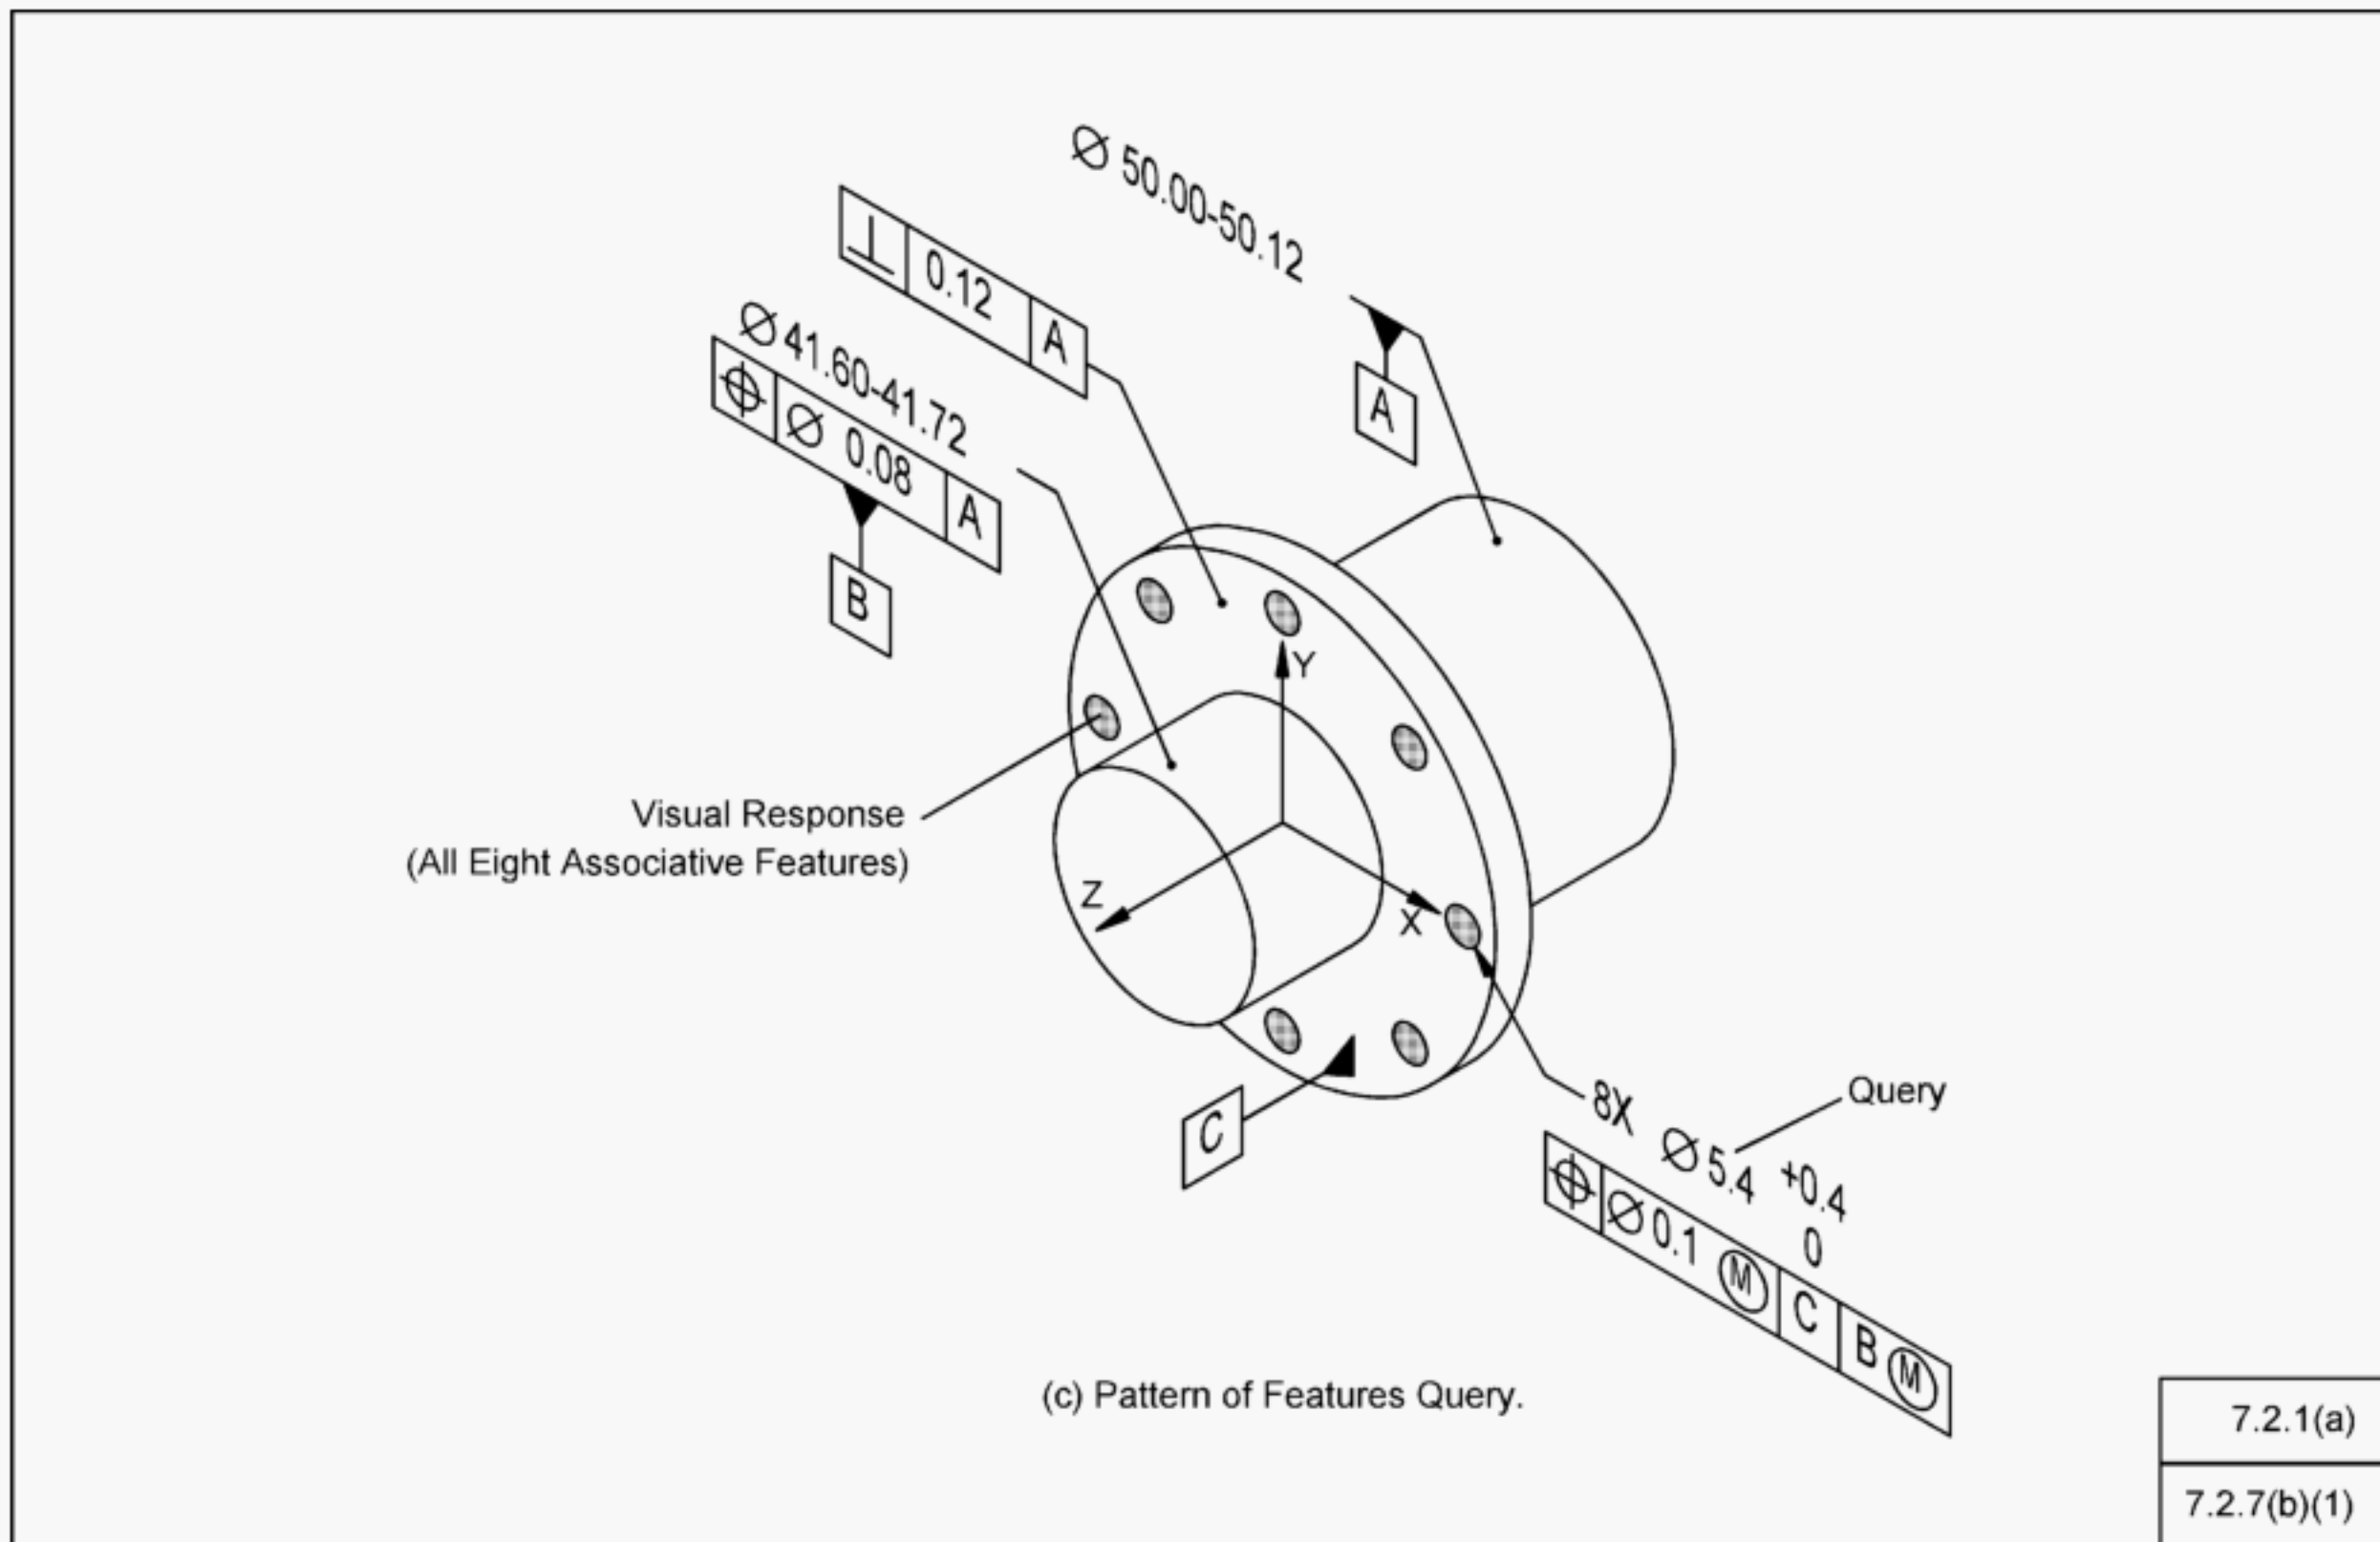 ⌀ 50.00-50.12
⊥ 0.12 A
⌀ 41.60-41.72
⌖ ⌀ 0.08 A
A
B
Y
Visual Response
(All Eight Associative Features)
Z
X
C
Query
8X ⌀ 5.4 +0.4
0
⌖ ⌀ 0.1 Ⓜ C B Ⓜ
(c) Pattern of Features Query.
7.2.1(a)
7.2.7(b)(1)